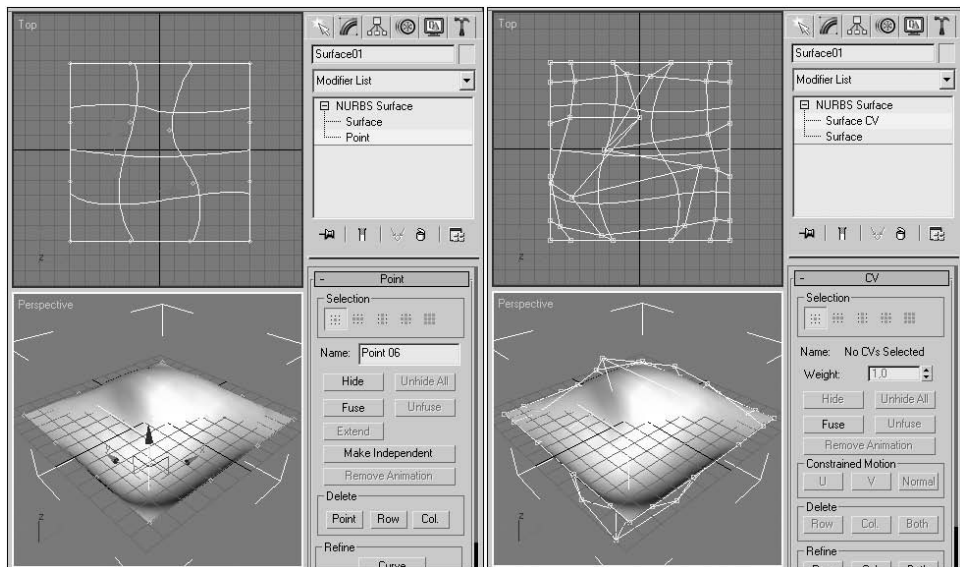 Top
Surface01
Modifier List
NURBS Surface
Surface
Point
z
Perspective
z
Point
Selection
Name: Point 06
Hide Unhide All
Fuse Unfuse
Extend
Make Independent
Remove Animation
Delete
Point Row Col.
Refine
Curve
Top
Surface01
Modifier List
NURBS Surface
Surface CV
Surface
z
Perspective
z
CV
Selection
Name: No CVs Selected
Weight: 1,0
Hide Unhide All
Fuse Unfuse
Remove Animation
Constrained Motion
U V Normal
Delete
Row Col. Both
Refine